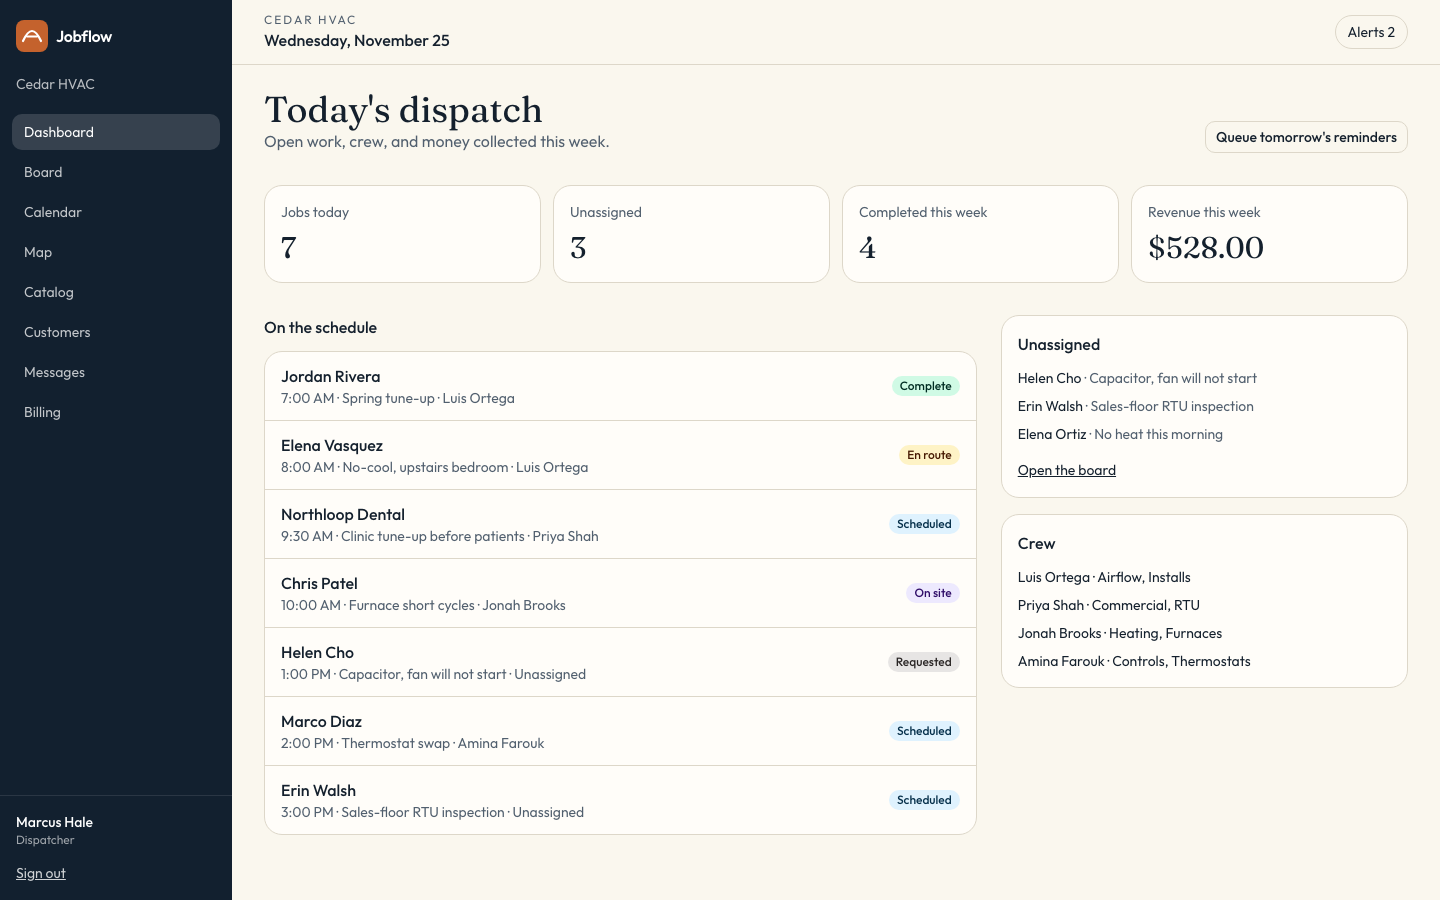 Jobflow
Cedar HVAC
Dashboard
Board
Calendar
Map
Catalog
Customers
Messages
Billing
Marcus Hale
Dispatcher
Sign out
CEDAR HVAC
Wednesday, November 25
Alerts 2
Today's dispatch
Open work, crew, and money collected this week.
Queue tomorrow's reminders
Jobs today
7
Unassigned
3
Completed this week
4
Revenue this week
$528.00
On the schedule
Jordan Rivera
7:00 AM · Spring tune-up · Luis Ortega
Complete
Elena Vasquez
8:00 AM · No-cool, upstairs bedroom · Luis Ortega
En route
Northloop Dental
9:30 AM · Clinic tune-up before patients · Priya Shah
Scheduled
Chris Patel
10:00 AM · Furnace short cycles · Jonah Brooks
On site
Helen Cho
1:00 PM · Capacitor, fan will not start · Unassigned
Requested
Marco Diaz
2:00 PM · Thermostat swap · Amina Farouk
Scheduled
Erin Walsh
3:00 PM · Sales-floor RTU inspection · Unassigned
Scheduled
Unassigned
Helen Cho · Capacitor, fan will not start
Erin Walsh · Sales-floor RTU inspection
Elena Ortiz · No heat this morning
Open the board
Crew
Luis Ortega · Airflow, Installs
Priya Shah · Commercial, RTU
Jonah Brooks · Heating, Furnaces
Amina Farouk · Controls, Thermostats